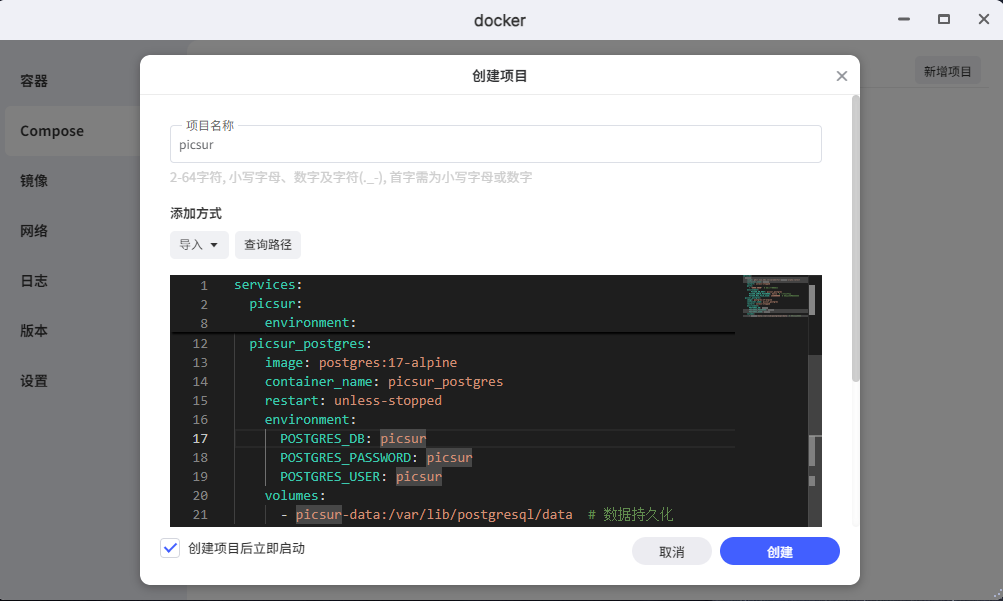 docker
容器
Compose
镜像
网络
日志
版本
设置
新增项目
创建项目
项目名称
picsur
2-64字符, 小写字母、数字及字符(._-), 首字需为小写字母或数字
添加方式
导入
查询路径
1 services:
2 picsur:
8 environment:
12 picsur_postgres:
13 image: postgres:17-alpine
14 container_name: picsur_postgres
15 restart: unless-stopped
16 environment:
17 POSTGRES_DB: picsur
18 POSTGRES_PASSWORD: picsur
19 POSTGRES_USER: picsur
20 volumes:
21 - picsur-data:/var/lib/postgresql/data # 数据持久化
创建项目后立即启动
取消
创建